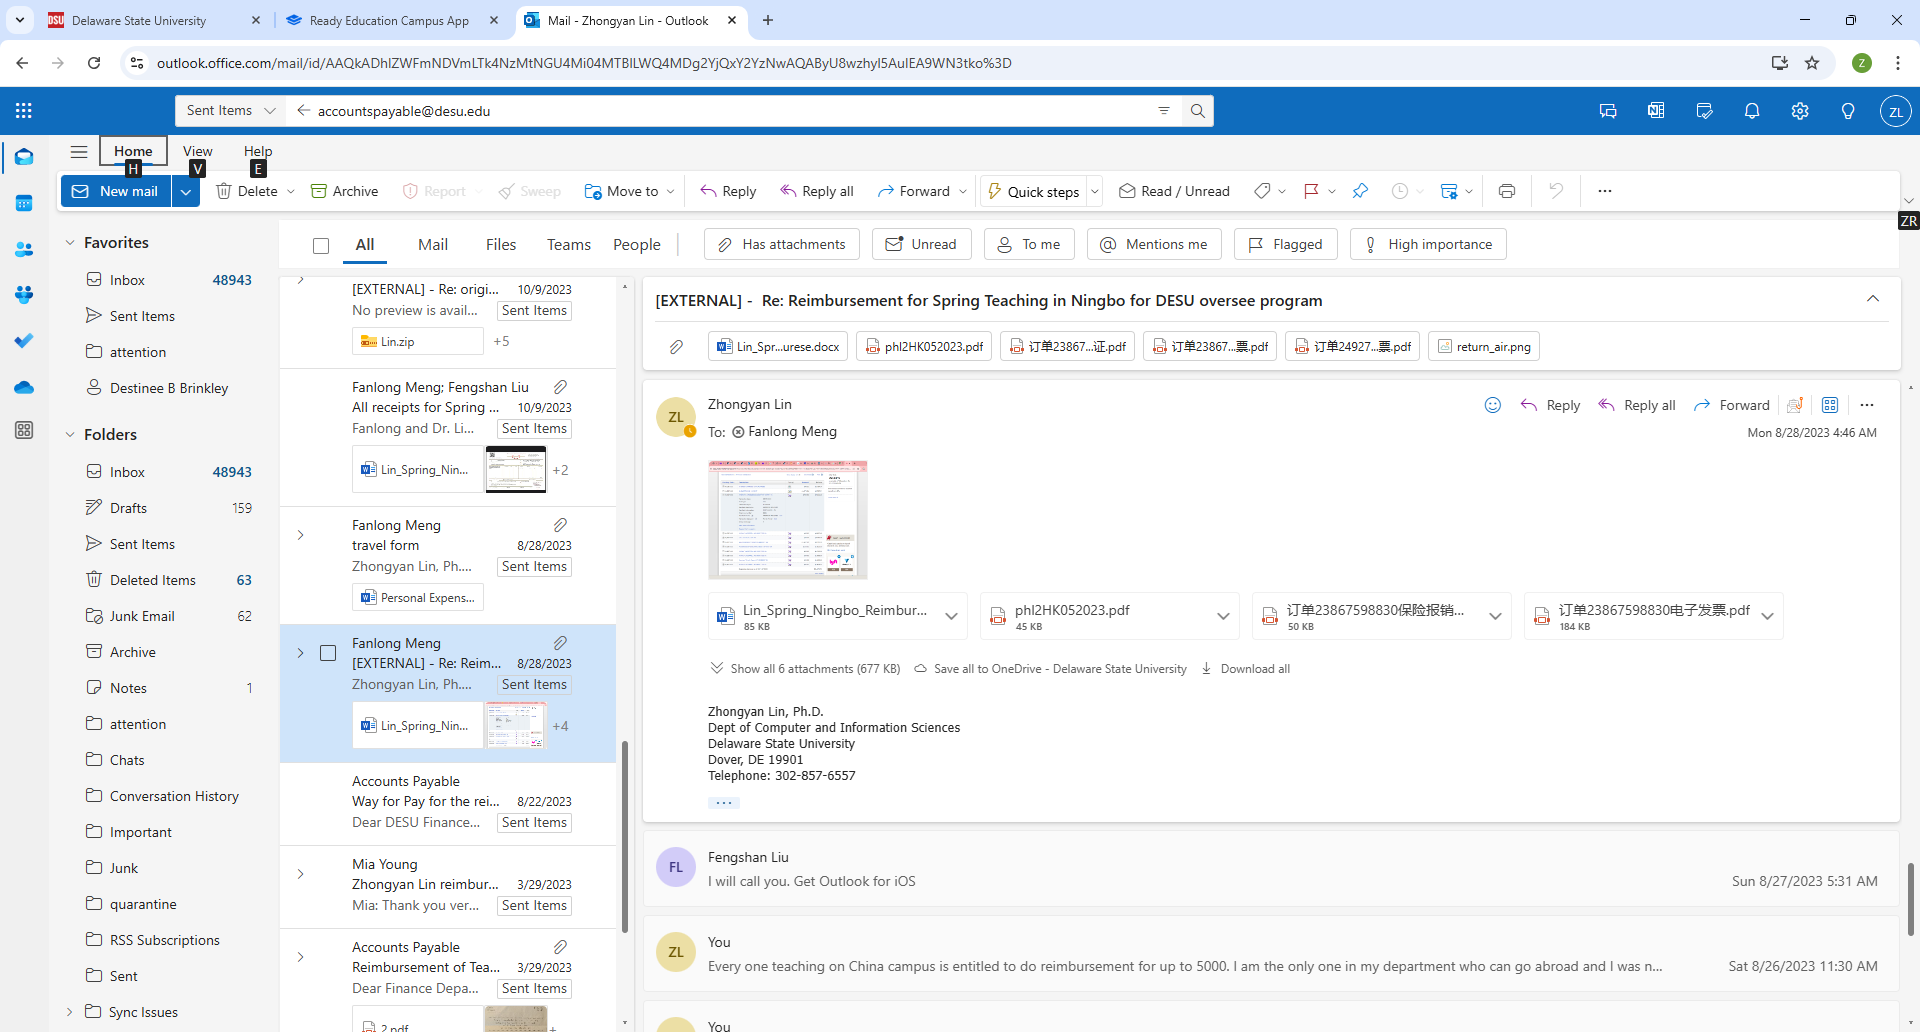 Delaware State University
Ready Education Campus App
Mail - Zhongyan Lin - Outlook
outlook.office.com/mail/id/AAQkADhlZWFmNDVmLTk4NzMtNGU4Mi04MTBlLWQ4MDg2YjQxY2YzNwAQAByU8wzhyl5AulEA9WN3tko%3D
Z
Sent Items
accountspayable@desu.edu
ZL
Home
View
Help
H
V
E
New mail
Delete
Archive
Report
Sweep
Move to
Reply
Reply all
Forward
Quick steps
Read / Unread
ZR
Favorites
Inbox 48943
Sent Items
attention
Destinee B Brinkley
Folders
Inbox 48943
Drafts 159
Sent Items
Deleted Items 63
Junk Email 62
Archive
Notes 1
attention
Chats
Conversation History
Important
Junk
quarantine
RSS Subscriptions
Sent
Sync Issues
All
Mail
Files
Teams
People
Has attachments
Unread
To me
Mentions me
Flagged
High importance
[EXTERNAL] - Re: origi... 10/9/2023
No preview is avail... Sent Items
Lin.zip +5
Fanlong Meng; Fengshan Liu
All receipts for Spring ... 10/9/2023
Fanlong and Dr. Li... Sent Items
Lin_Spring_Nin... +2
Fanlong Meng
travel form 8/28/2023
Zhongyan Lin, Ph.... Sent Items
Personal Expens...
Fanlong Meng
[EXTERNAL] - Re: Reim... 8/28/2023
Zhongyan Lin, Ph.... Sent Items
Lin_Spring_Nin... +4
Accounts Payable
Way for Pay for the rei... 8/22/2023
Dear DESU Finance... Sent Items
Mia Young
Zhongyan Lin reimbur... 3/29/2023
Mia: Thank you ver... Sent Items
Accounts Payable
Reimbursement of Tea... 3/29/2023
Dear Finance Depa... Sent Items
2.pdf
[EXTERNAL] - Re: Reimbursement for Spring Teaching in Ningbo for DESU oversee program
Lin_Spr...urese.docx
phl2HK052023.pdf
订单23867...证.pdf
订单23867...票.pdf
订单24927...票.pdf
return_air.png
ZL
Zhongyan Lin
To: Fanlong Meng
Reply
Reply all
Forward
Mon 8/28/2023 4:46 AM
Lin_Spring_Ningbo_Reimbur...
85 KB
phl2HK052023.pdf
45 KB
订单23867598830保险报销...
50 KB
订单23867598830电子发票.pdf
184 KB
Show all 6 attachments (677 KB)
Save all to OneDrive - Delaware State University
Download all
Zhongyan Lin, Ph.D.
Dept of Computer and Information Sciences
Delaware State University
Dover, DE 19901
Telephone: 302-857-6557
FL
Fengshan Liu
I will call you. Get Outlook for iOS
Sun 8/27/2023 5:31 AM
ZL
You
Every one teaching on China campus is entitled to do reimbursement for up to 5000. I am the only one in my department who can go abroad and I was n...
Sat 8/26/2023 11:30 AM
You